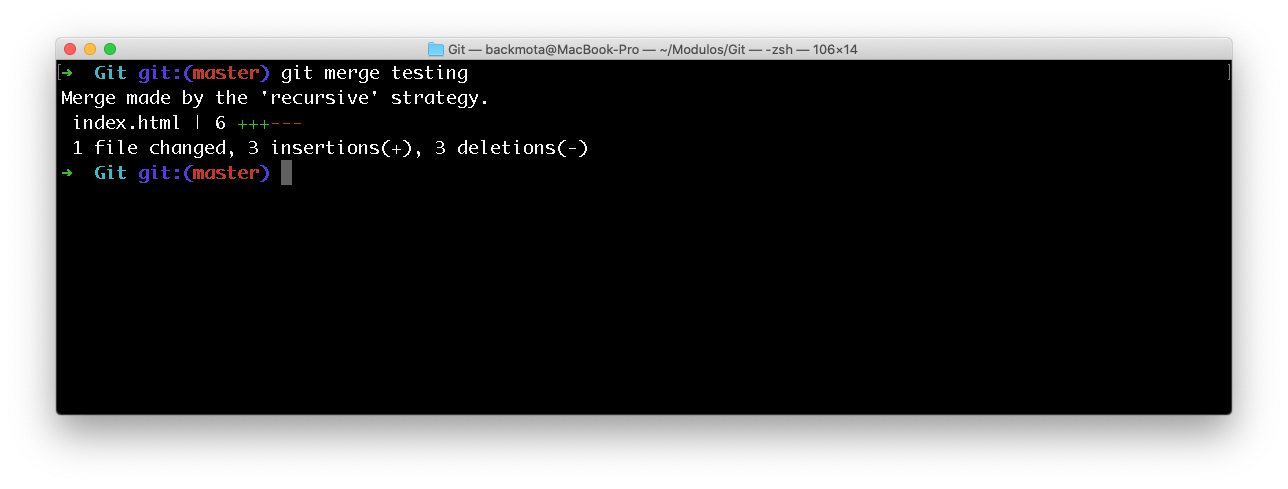 Git — backmota@MacBook-Pro — ~/Modulos/Git — -zsh — 106×14
[➜  Git git:(master) git merge testing ]
Merge made by the 'recursive' strategy.
 index.html | 6 +++---
 1 file changed, 3 insertions(+), 3 deletions(-)
➜  Git git:(master)